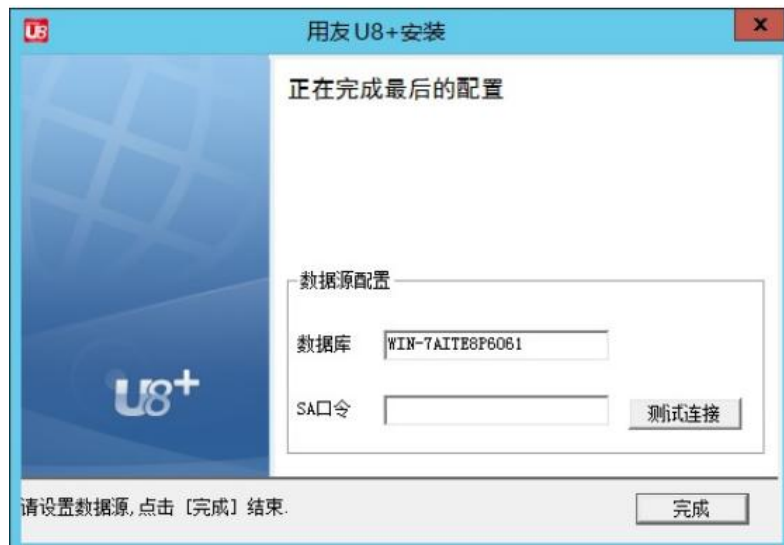 U8
用友U8+安装
x
正在完成最后的配置
数据源配置
数据库 WIN-7AITE8P6061
SA口令 测试连接
U8+
请设置数据源,点击 [完成] 结束.
完成